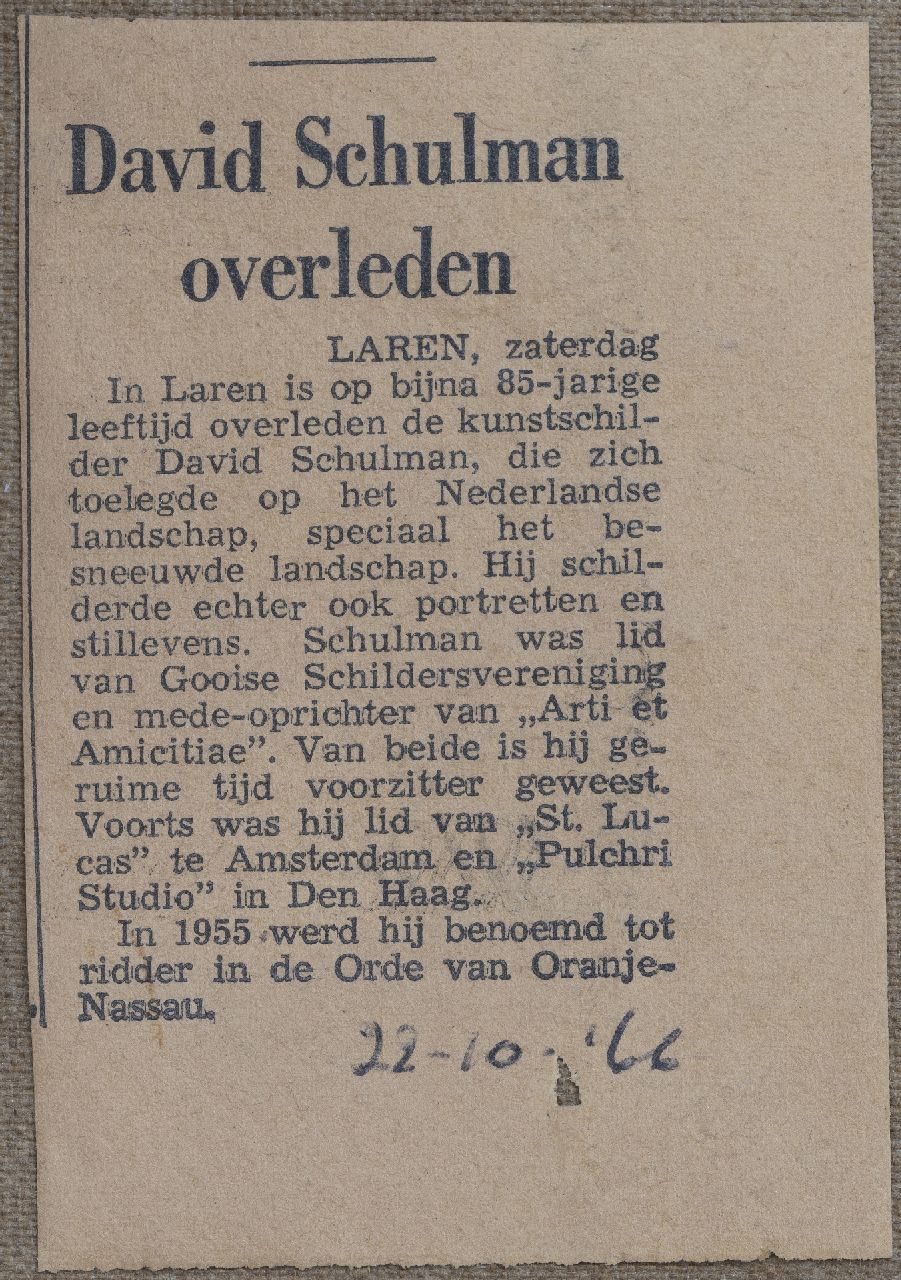 David Schulman
overleden
LAREN, zaterdag
In Laren is op bijna 85-jarige
leeftijd overleden de kunstschil-
der David Schulman, die zich
toelegde op het Nederlandse
landschap, speciaal het be-
sneeuwde landschap. Hij schil-
derde echter ook portretten en
stillevens. Schulman was lid
van Gooise Schildersvereniging
en mede-oprichter van „Arti et
Amicitiae”. Van beide is hij ge-
ruime tijd voorzitter geweest.
Voorts was hij lid van „St. Lu-
cas” te Amsterdam en „Pulchri
Studio” in Den Haag.
In 1955 werd hij benoemd tot
ridder in de Orde van Oranje-
Nassau.
22-10-'66